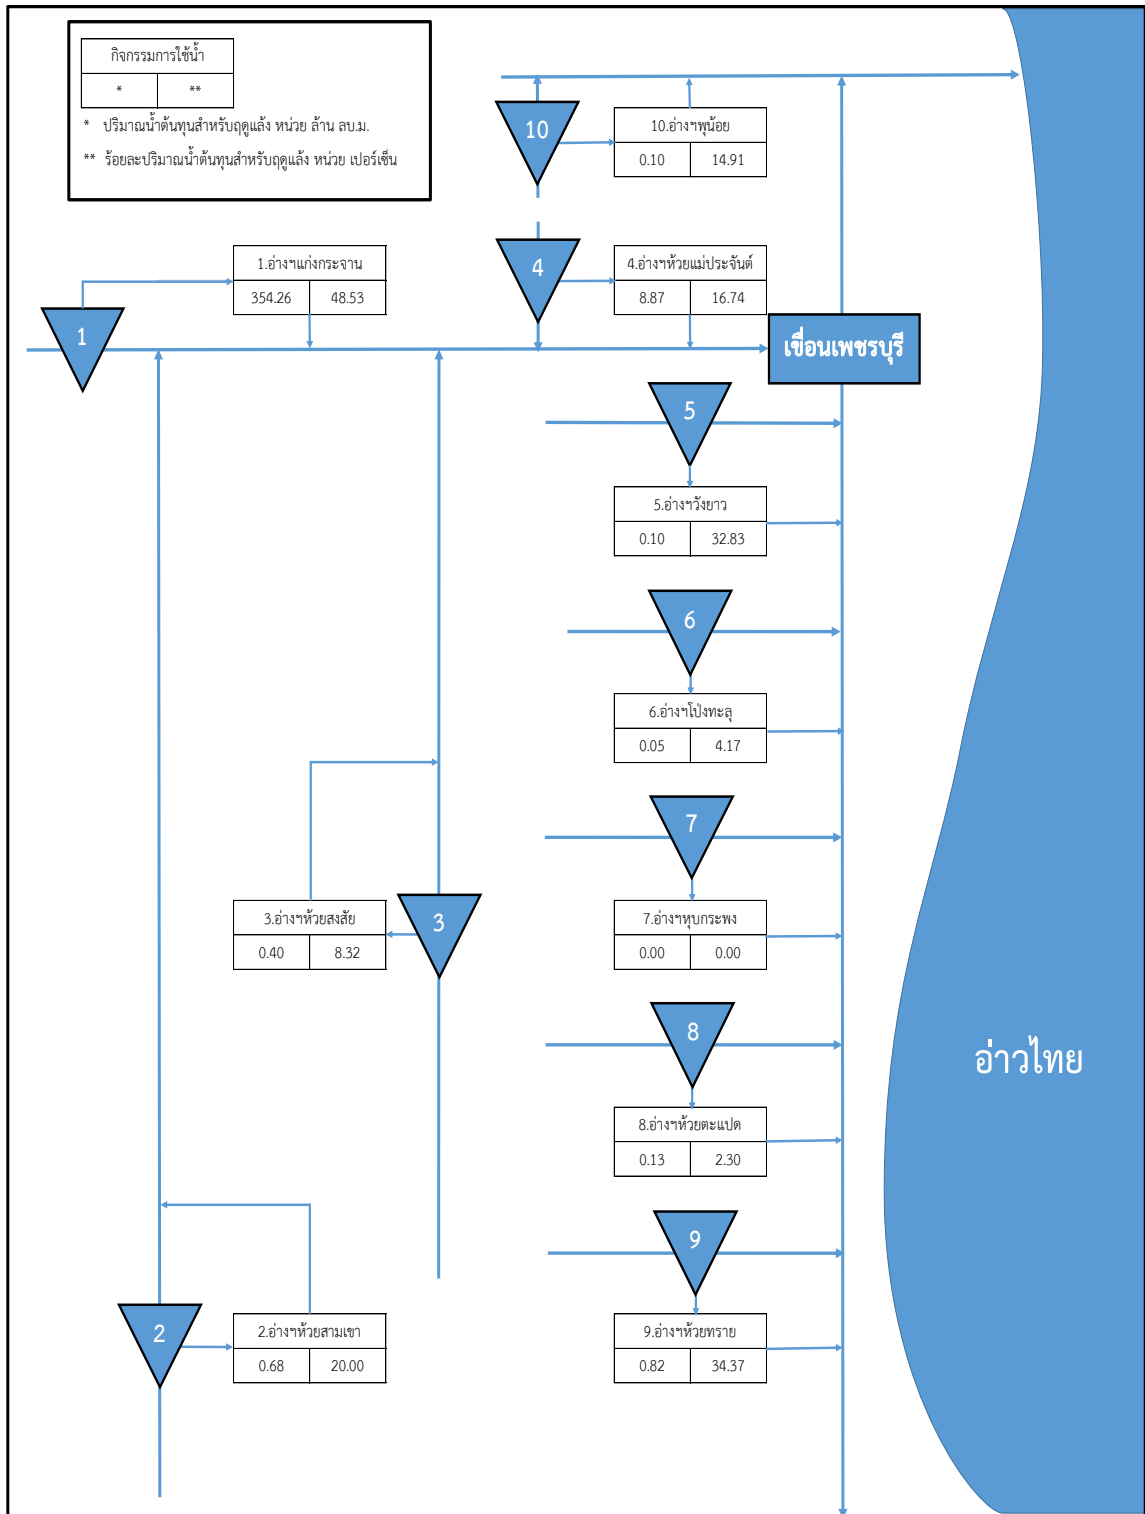 กิจกรรมการใช้น้ำ
* **
* ปริมาณน้ำต้นทุนสำหรับฤดูแล้ง หน่วย ล้าน ลบ.ม.
** ร้อยละปริมาณน้ำต้นทุนสำหรับฤดูแล้ง หน่วย เปอร์เซ็น
10
10.อ่างฯพุน้อย
0.10 14.91
1
1.อ่างฯแก่งกระจาน
354.26 48.53
4
4.อ่างฯห้วยแม่ประจันต์
8.87 16.74
เขื่อนเพชรบุรี
5
5.อ่างฯวังยาว
0.10 32.83
6
6.อ่างฯโป่งทะลุ
0.05 4.17
7
7.อ่างฯหุบกระพง
0.00 0.00
3
3.อ่างฯห้วยสงสัย
0.40 8.32
8
8.อ่างฯห้วยตะแปด
0.13 2.30
อ่าวไทย
9
9.อ่างฯห้วยทราย
0.82 34.37
2
2.อ่างฯห้วยสามเขา
0.68 20.00